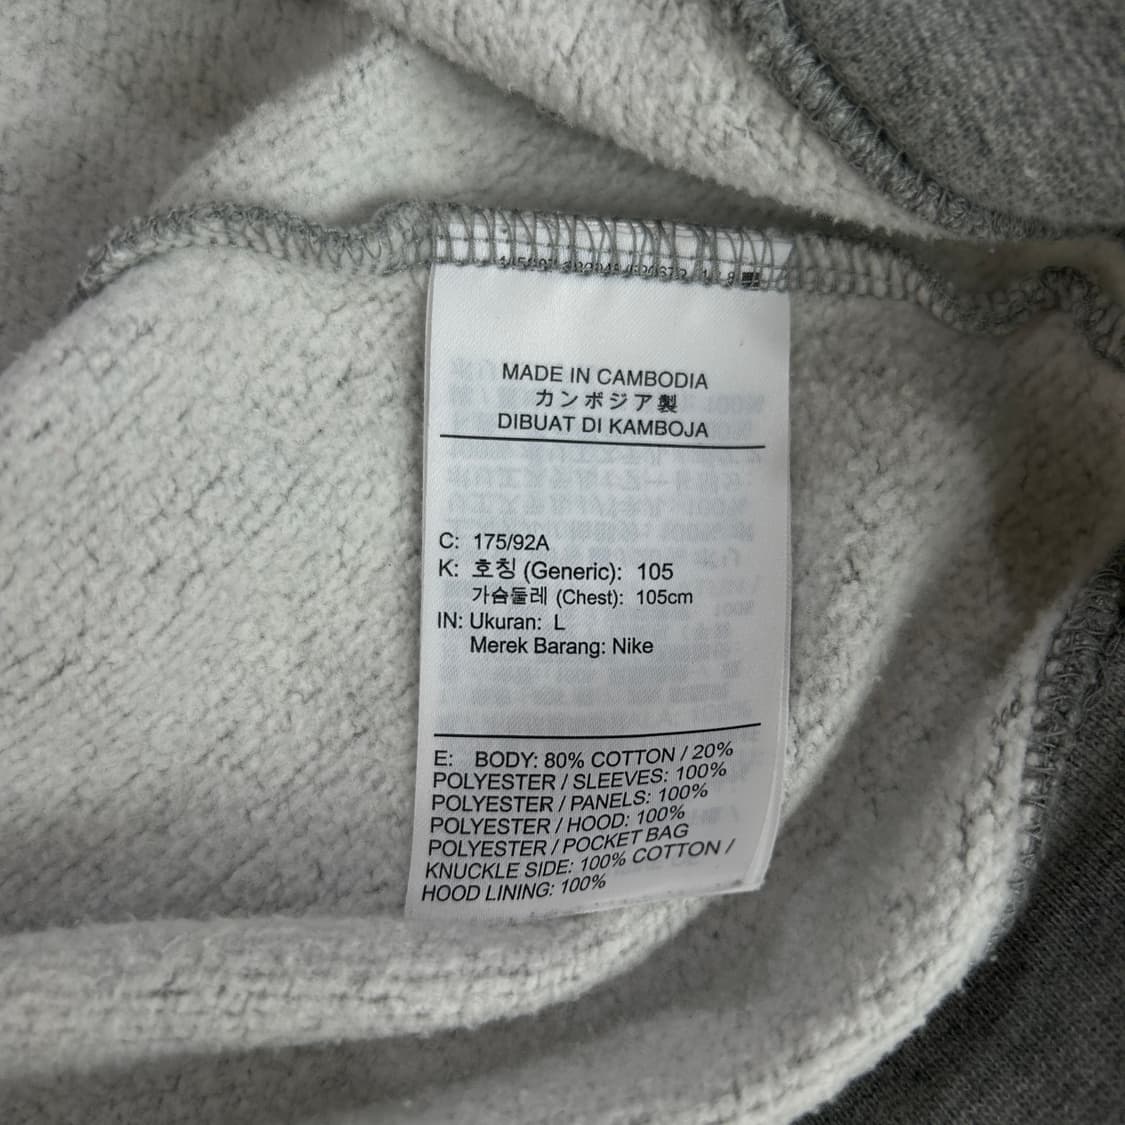 MADE IN CAMBODIA
カンボジア製
DIBUAT DI KAMBOJA
C: 175/92A
K: 호칭 (Generic): 105
가슴둘레 (Chest): 105cm
IN: Ukuran: L
Merek Barang: Nike
E: BODY: 80% COTTON / 20%
POLYESTER / SLEEVES: 100%
POLYESTER / PANELS: 100%
POLYESTER / HOOD: 100%
POLYESTER / POCKET BAG
KNUCKLE SIDE: 100% COTTON /
HOOD LINING: 100%